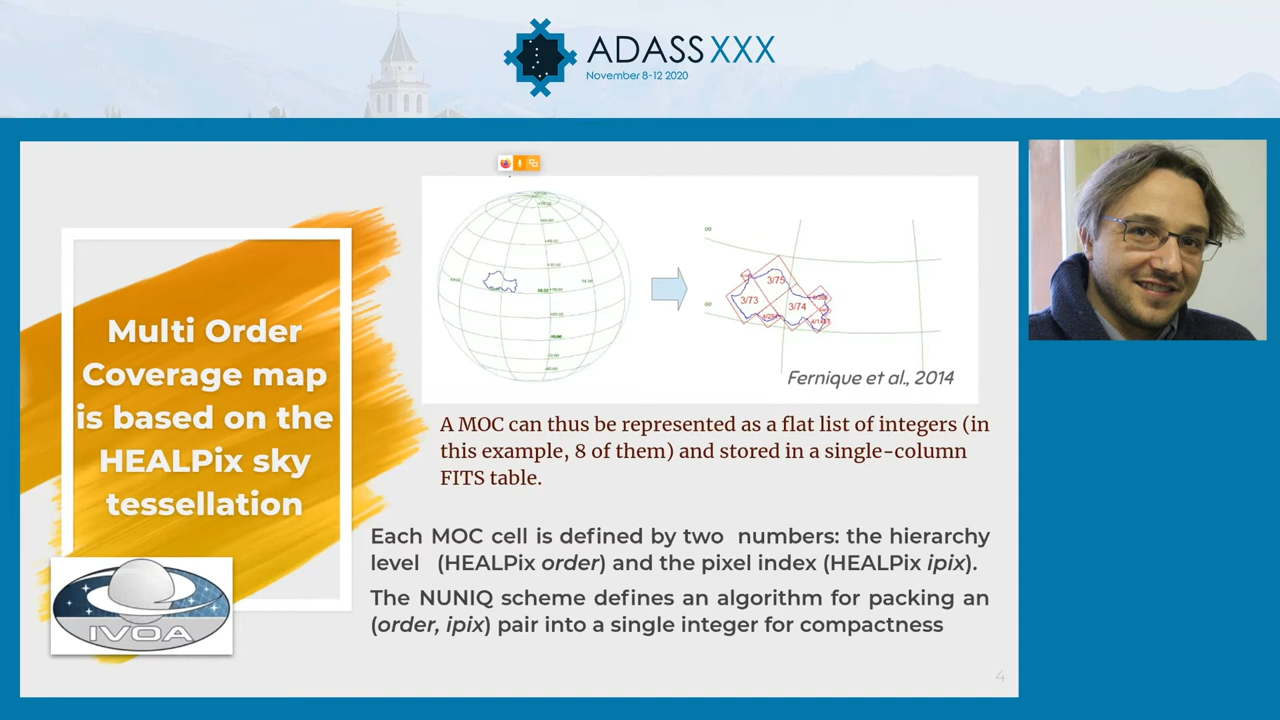 ADASS XXX
November 8-12 2020
Multi Order
Coverage map
is based on the
HEALPix sky
tessellation
IVOA
3/75
3/73
3/74
Fernique et al., 2014
A MOC can thus be represented as a flat list of integers (in
this example, 8 of them) and stored in a single-column
FITS table.
Each MOC cell is defined by two numbers: the hierarchy
level (HEALPix order) and the pixel index (HEALPix ipix).
The NUNIQ scheme defines an algorithm for packing an
(order, ipix) pair into a single integer for compactness
4